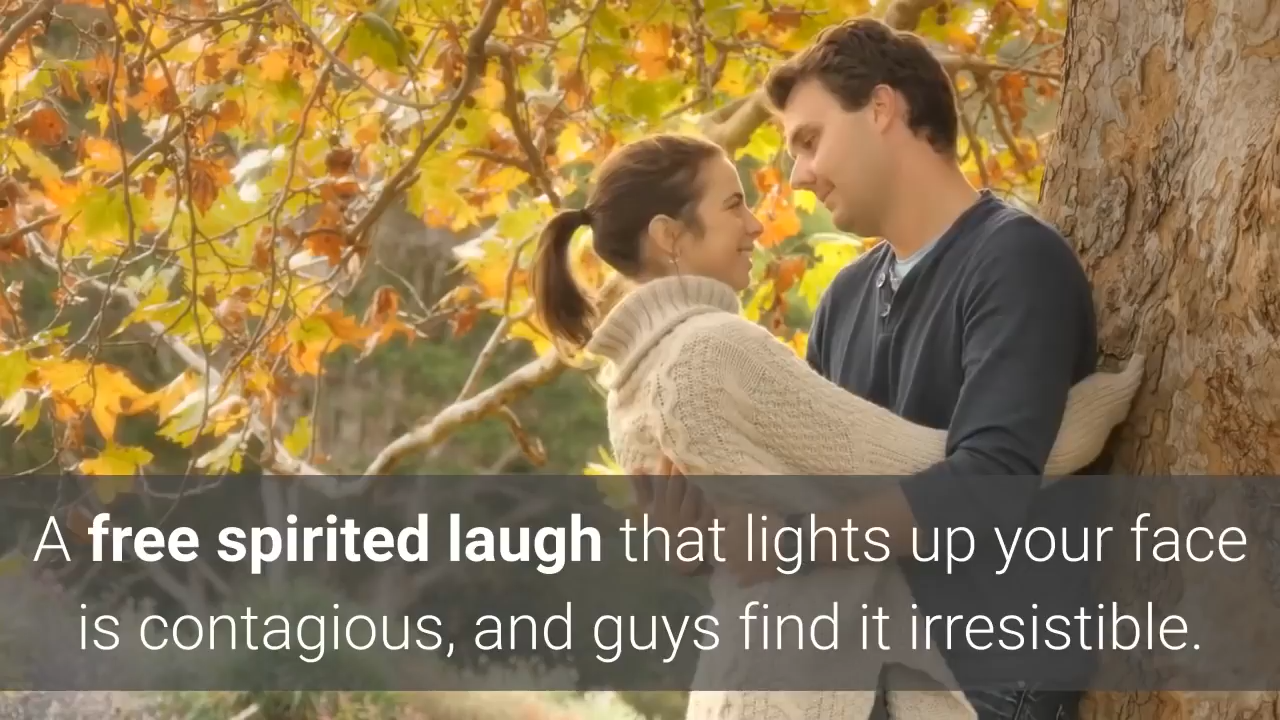 A free spirited laugh that lights up your face
is contagious, and guys find it irresistible.